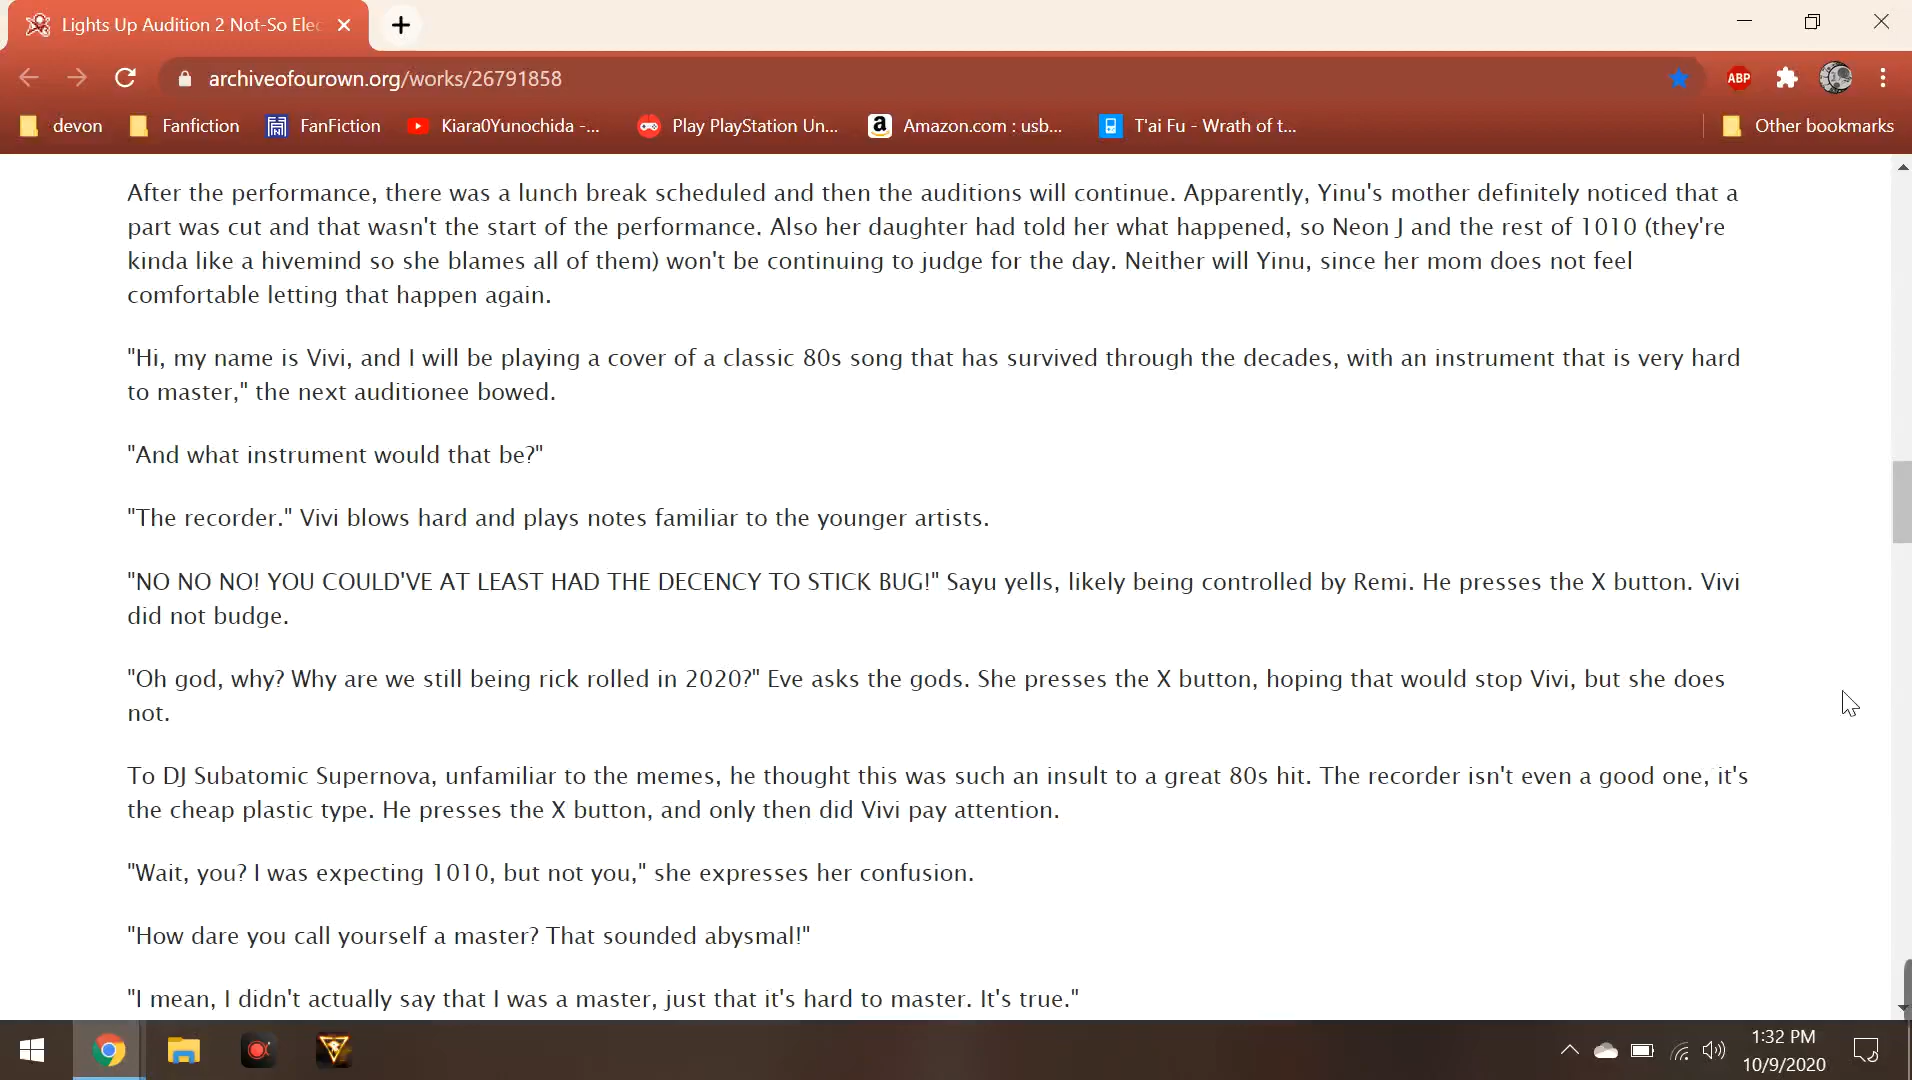 Lights Up Audition 2 Not-So Elec
archiveofourown.org/works/26791858
ABP
devon
Fanfiction
FanFiction
Kiara0Yunochida -...
Play PlayStation Un...
Amazon.com : usb...
T'ai Fu - Wrath of t...
Other bookmarks
After the performance, there was a lunch break scheduled and then the auditions will continue. Apparently, Yinu's mother definitely noticed that a
part was cut and that wasn't the start of the performance. Also her daughter had told her what happened, so Neon J and the rest of 1010 (they're
kinda like a hivemind so she blames all of them) won't be continuing to judge for the day. Neither will Yinu, since her mom does not feel
comfortable letting that happen again.
"Hi, my name is Vivi, and I will be playing a cover of a classic 80s song that has survived through the decades, with an instrument that is very hard
to master," the next auditionee bowed.
"And what instrument would that be?"
"The recorder." Vivi blows hard and plays notes familiar to the younger artists.
"NO NO NO! YOU COULD'VE AT LEAST HAD THE DECENCY TO STICK BUG!" Sayu yells, likely being controlled by Remi. He presses the X button. Vivi
did not budge.
"Oh god, why? Why are we still being rick rolled in 2020?" Eve asks the gods. She presses the X button, hoping that would stop Vivi, but she does
not.
To DJ Subatomic Supernova, unfamiliar to the memes, he thought this was such an insult to a great 80s hit. The recorder isn't even a good one, it's
the cheap plastic type. He presses the X button, and only then did Vivi pay attention.
"Wait, you? I was expecting 1010, but not you," she expresses her confusion.
"How dare you call yourself a master? That sounded abysmal!"
"I mean, I didn't actually say that I was a master, just that it's hard to master. It's true."
1:32 PM
10/9/2020